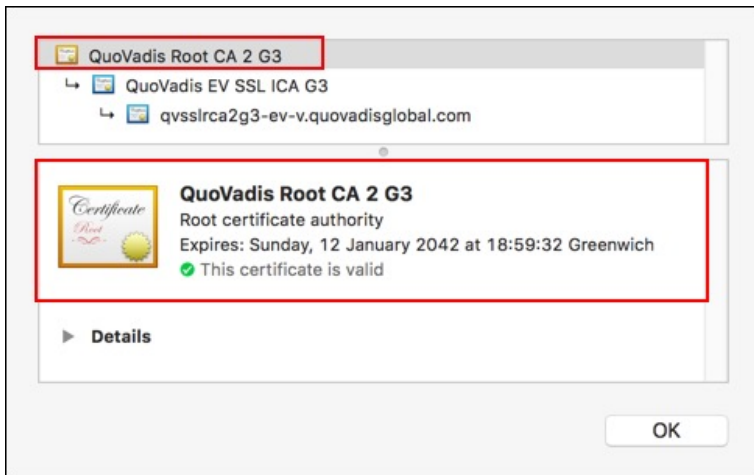 QuoVadis Root CA 2 G3
QuoVadis EV SSL ICA G3
qvsslrca2g3-ev-v.quovadisglobal.com
Certificate
Root
QuoVadis Root CA 2 G3
Root certificate authority
Expires: Sunday, 12 January 2042 at 18:59:32 Greenwich
This certificate is valid
Details
OK